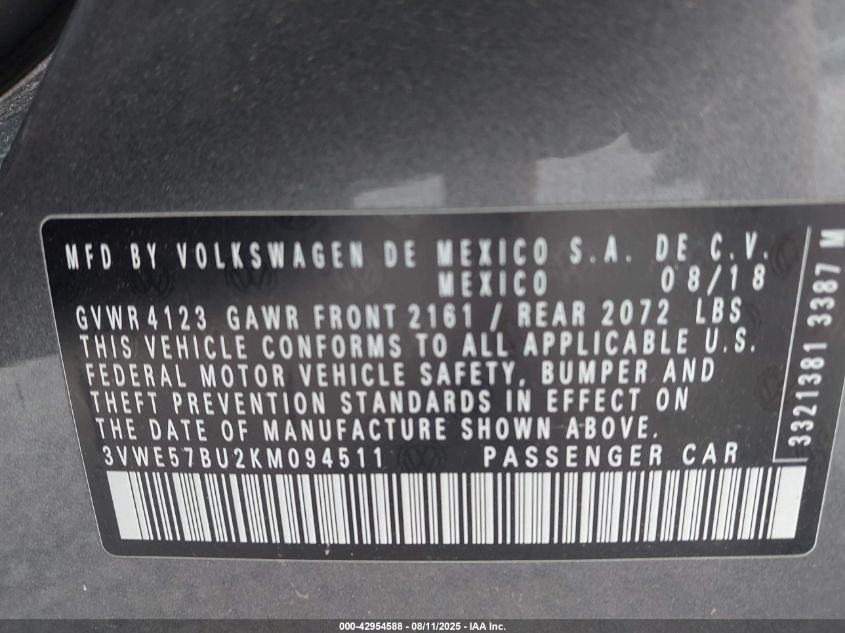 MFD BY VOLKSWAGEN DE MEXICO S.A. DE C.V.
MEXICO 08/18
GVWR 4123 GAWR FRONT 2161 / REAR 2072 LBS
THIS VEHICLE CONFORMS TO ALL APPLICABLE U.S.
FEDERAL MOTOR VEHICLE SAFETY, BUMPER AND
THEFT PREVENTION STANDARDS IN EFFECT ON
THE DATE OF MANUFACTURE SHOWN ABOVE.
3VWE57BU2KM094511 PASSENGER CAR
3321381 3387 M
000-42954588 - 08/11/2025 - IAA Inc.